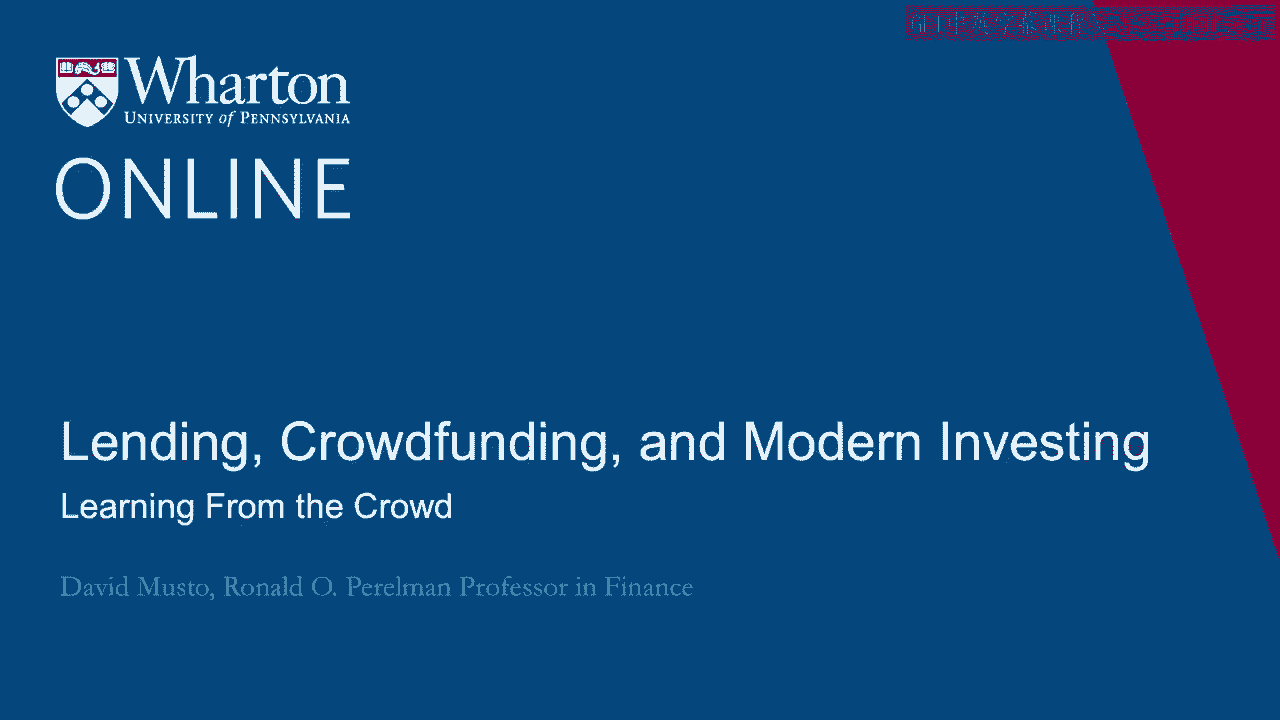 Wharton
UNIVERSITY of PENNSYLVANIA
ONLINE
Lending, Crowdfunding, and Modern Investing
Learning From the Crowd
David Musto, Ronald O. Perelman Professor in Finance